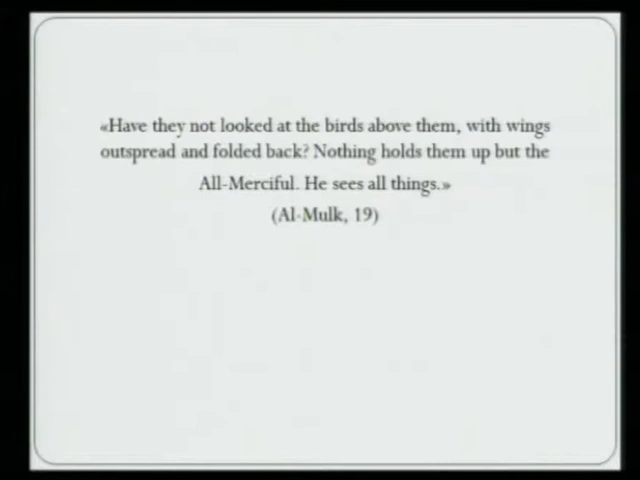 «Have they not looked at the birds above them, with wings
outspread and folded back? Nothing holds them up but the
All-Merciful. He sees all things.»
(Al-Mulk, 19)